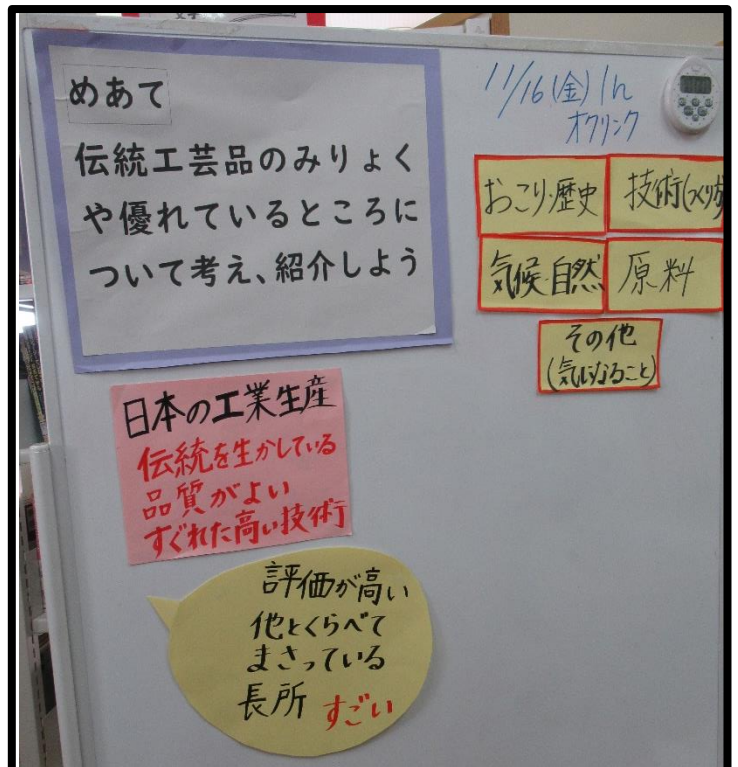 めあて
伝統工芸品のみりょく
や優れているところに
ついて考え、紹介しよう
11/16(金)1h
オクリンク
おこり・歴史
技術(つくり方
気候・自然
原料
その他
(気になること)
日本の工業生産
伝統を生かしている
品質がよい
すぐれた高い技術
評価が高い
他とくらべて
まさっている
長所 すごい